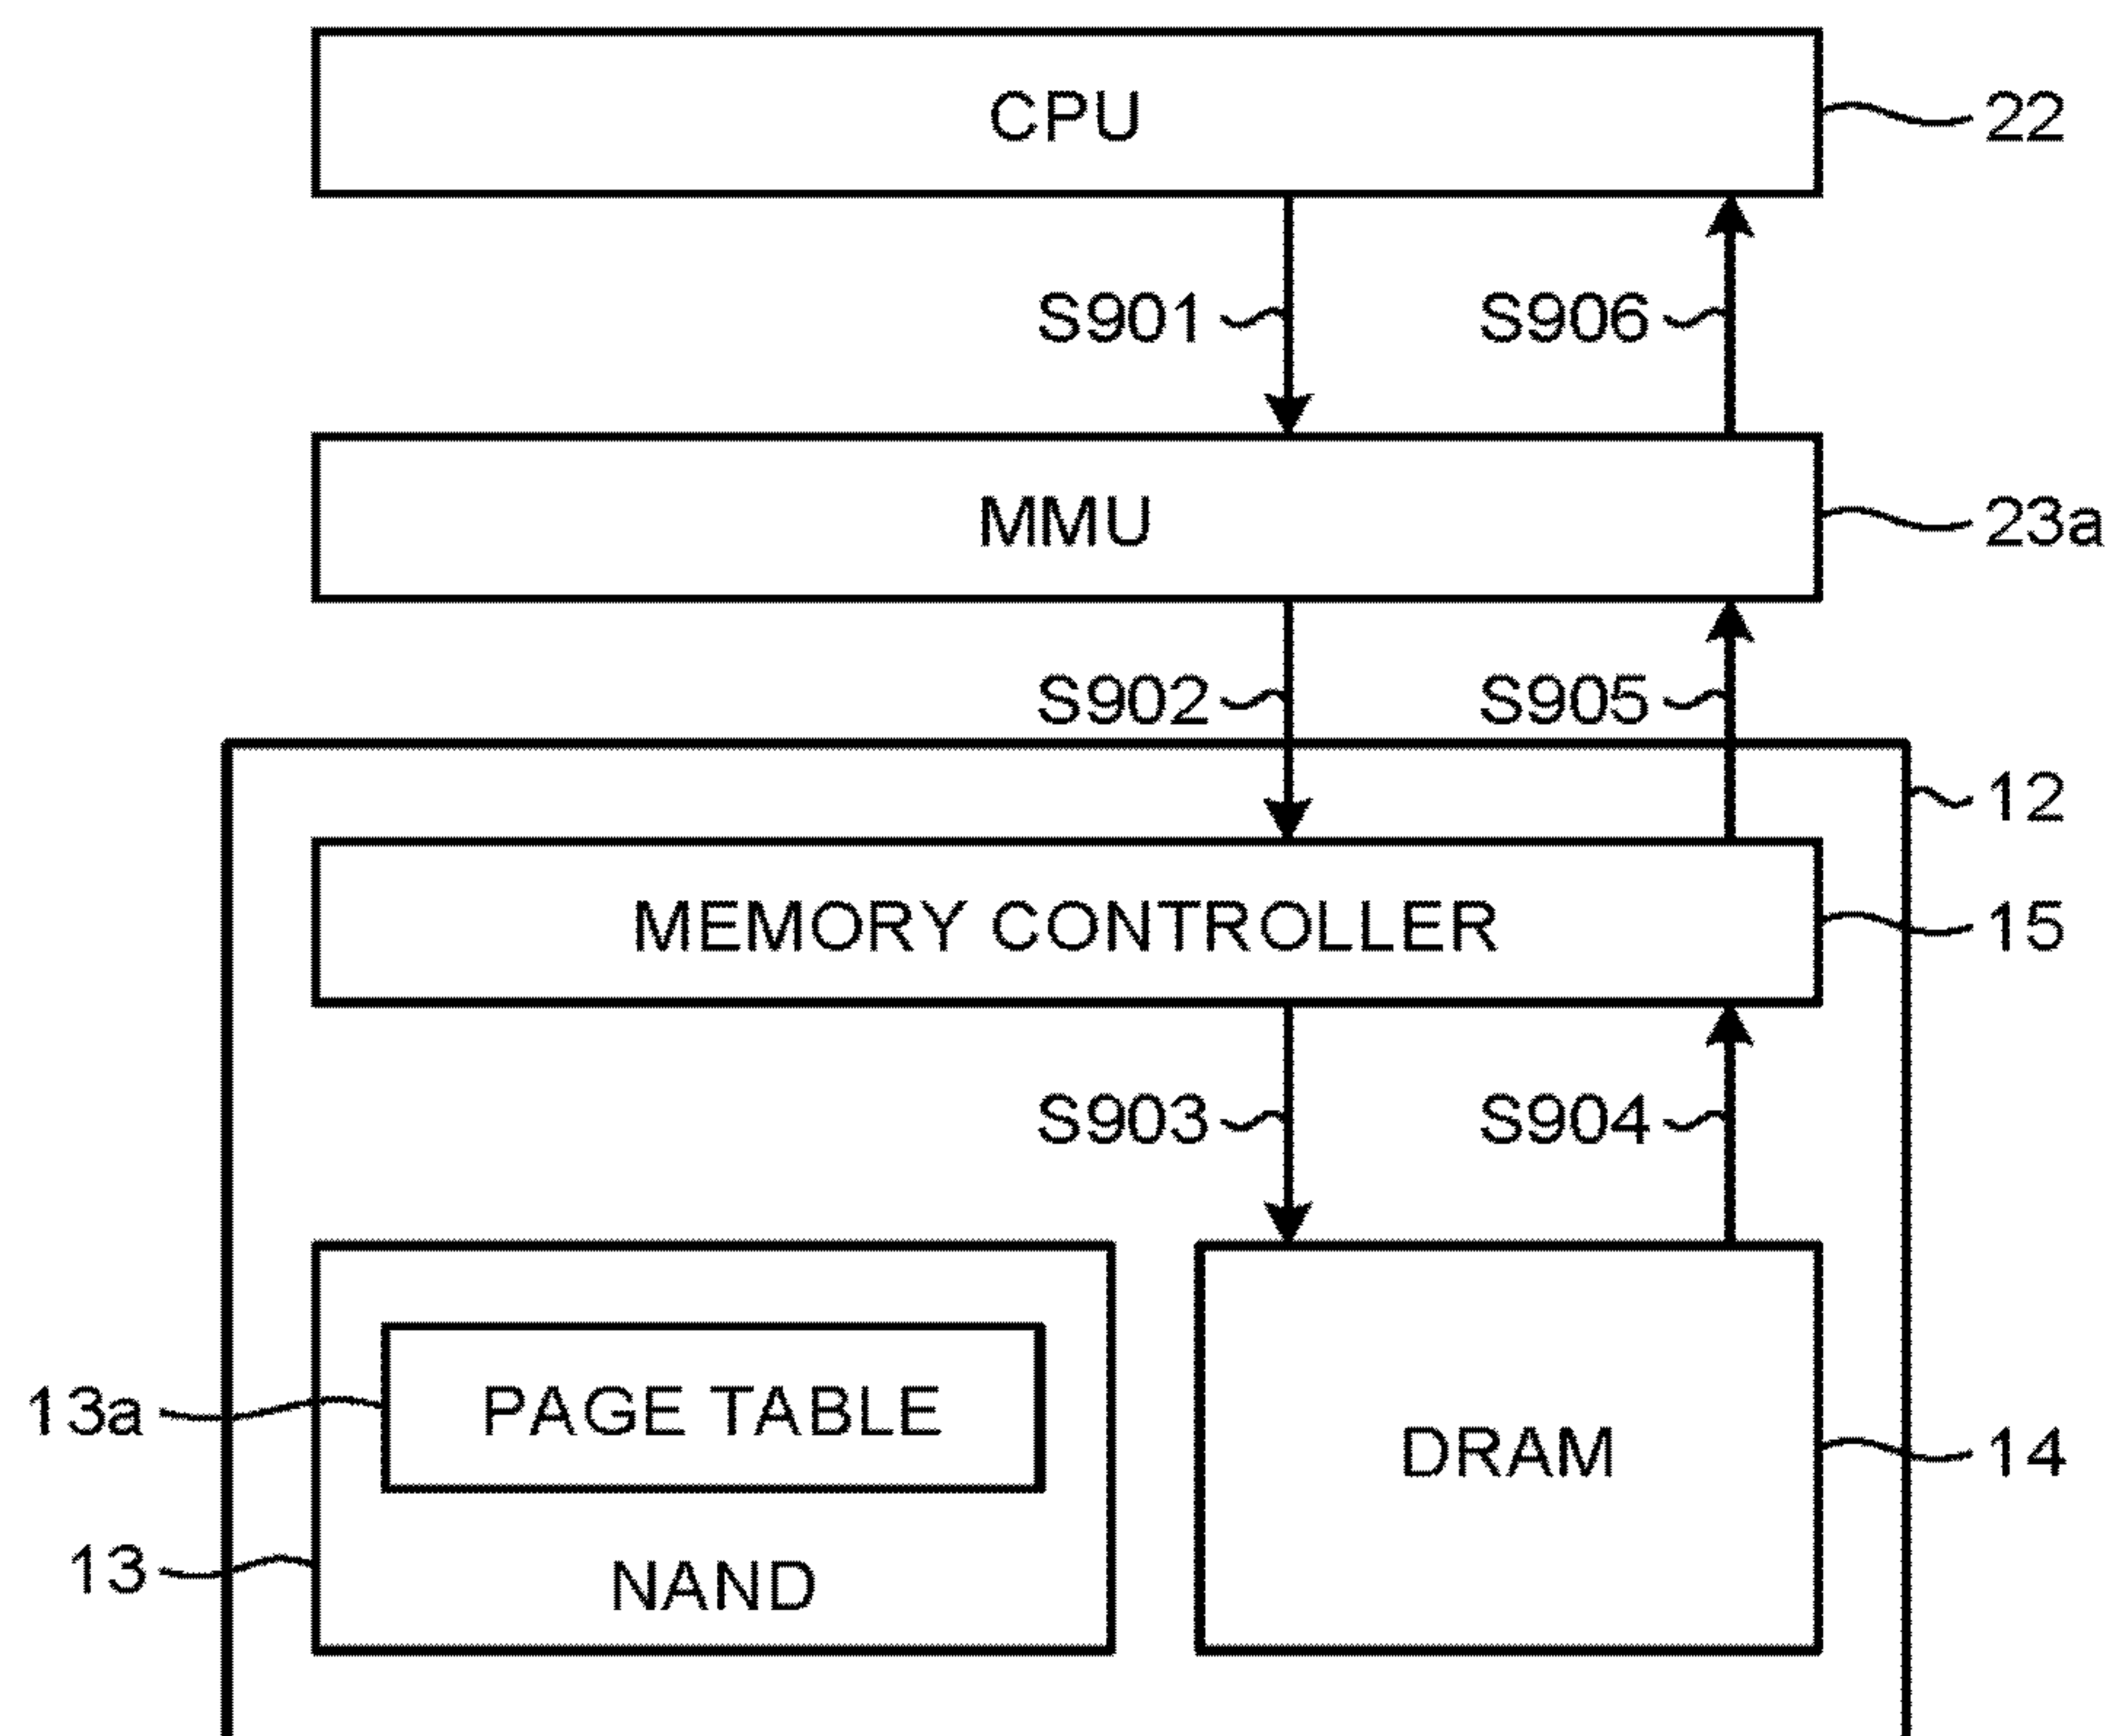 CPU
22
S901
S906
MMU
23a
S902
S905
12
MEMORY CONTROLLER
15
S903
S904
13a
PAGE TABLE
DRAM
14
13
NAND